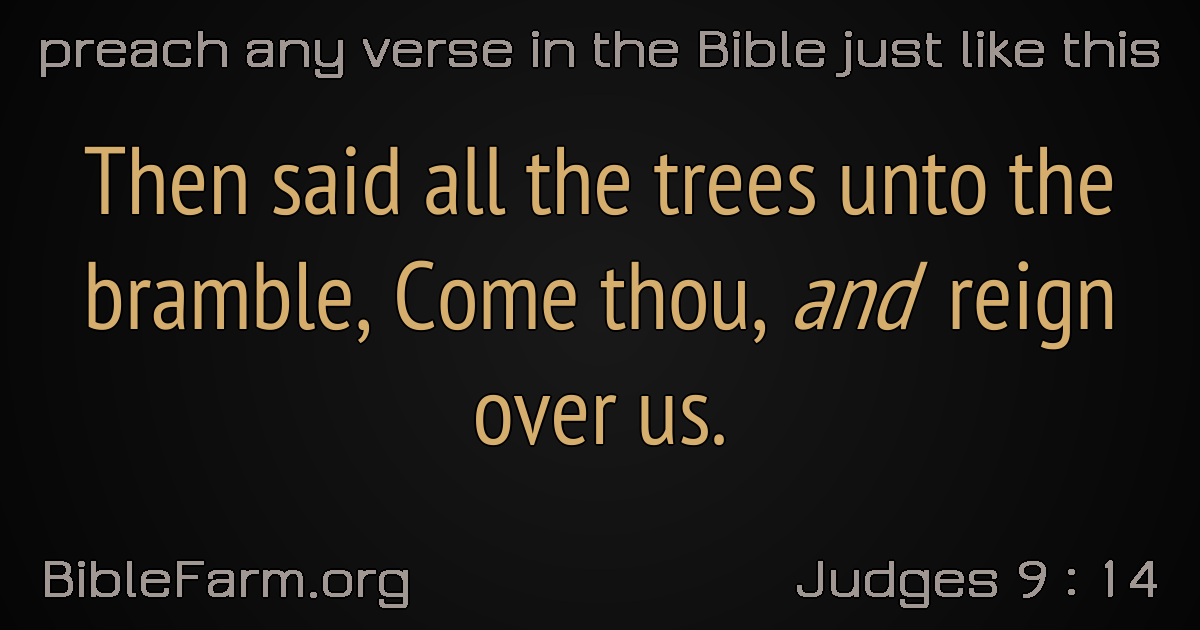 preach any verse in the Bible just like this
Then said all the trees unto the
bramble, Come thou, and reign
over us.
BibleFarm.org
Judges 9 : 14